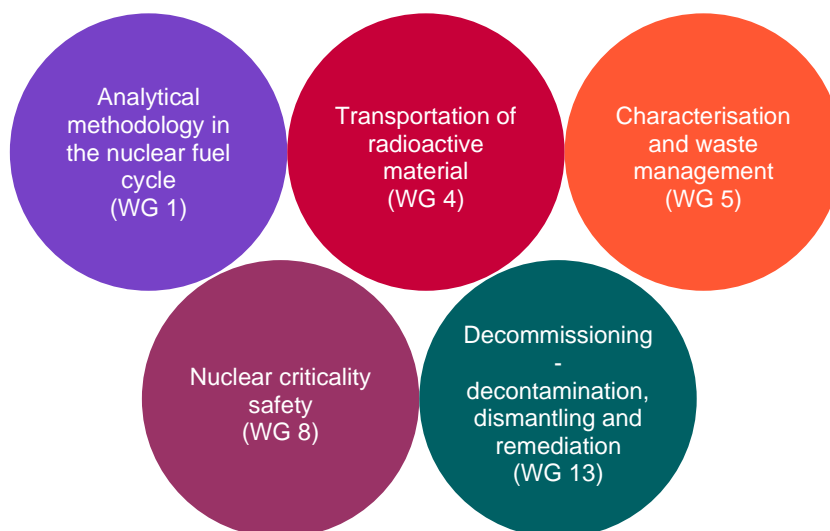 Analytical
methodology in
the nuclear fuel
cycle
(WG 1)
Transportation of
radioactive
material
(WG 4)
Characterisation
and waste
management
(WG 5)
Nuclear criticality
safety
(WG 8)
Decommissioning
-
decontamination,
dismantling and
remediation
(WG 13)